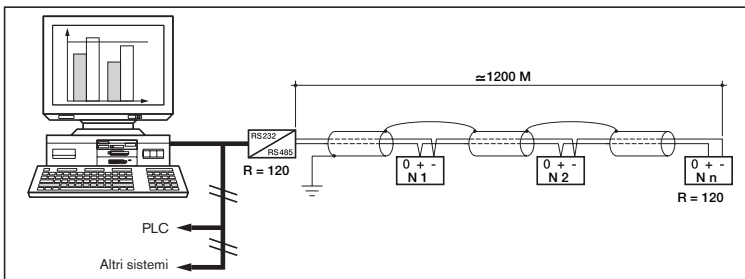 ≃1200 M
RS232
RS485
R = 120
0 + -
N 1
0 + -
N 2
0 + -
N n
R = 120
PLC
Altri sistemi